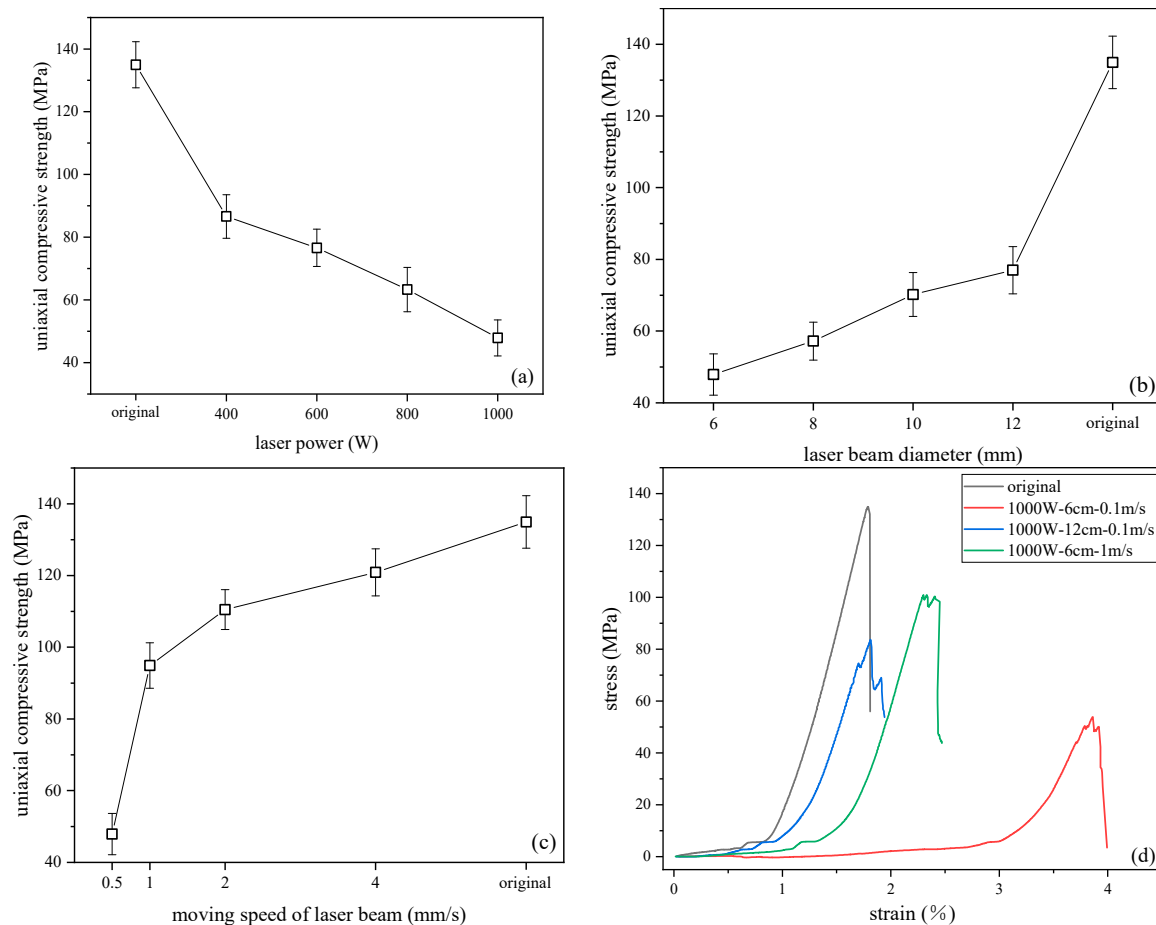 uniaxial compressive strength (MPa)
140
120
100
80
60
40
original
400
600
800
1000
laser power (W)
(a)
uniaxial compressive strength (MPa)
140
120
100
80
60
40
6
8
10
12
original
laser beam diameter (mm)
(b)
uniaxial compressive strength (MPa)
140
120
100
80
60
40
0.5
1
2
4
original
moving speed of laser beam (mm/s)
(c)
stress (MPa)
140
120
100
80
60
40
20
0
0
1
2
3
4
strain (%)
original
1000W-6cm-0.1m/s
1000W-12cm-0.1m/s
1000W-6cm-1m/s
(d)